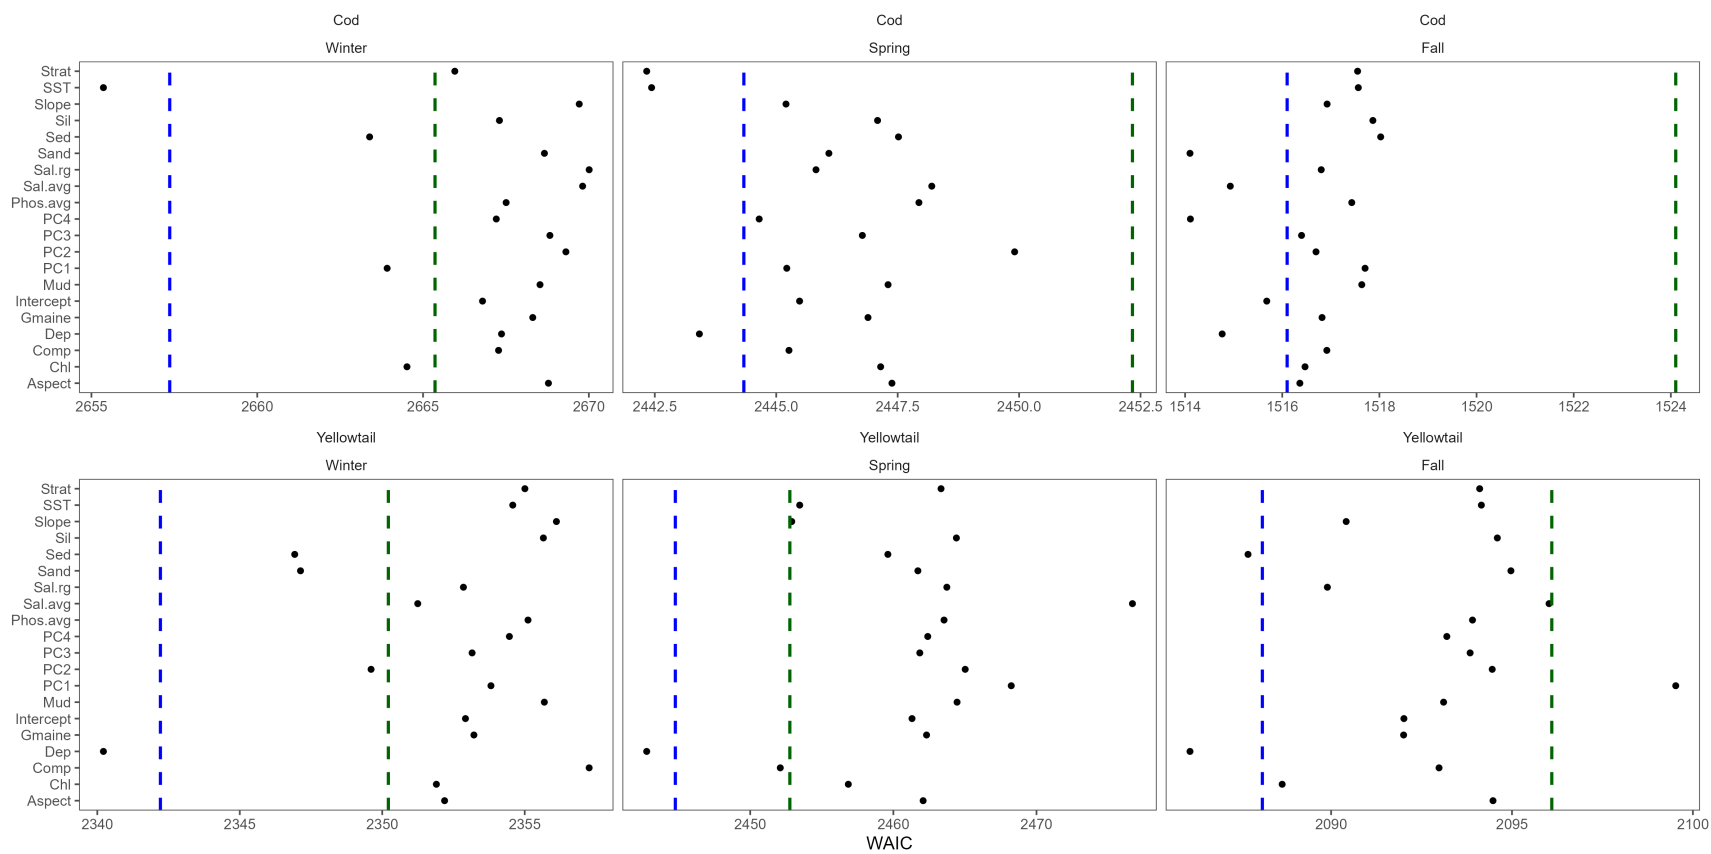 Cod Cod Cod
Winter Spring Fall
Strat
SST
Slope
Sil
Sed
Sand
Sal.rg
Sal.avg
Phos.avg
PC4
PC3
PC2
PC1
Mud
Intercept
Gmaine
Dep
Comp
Chl
Aspect
2655 2660 2665 2670 2442.5 2445.0 2447.5 2450.0 2452.5 1514 1516 1518 1520 1522 1524
Yellowtail Yellowtail Yellowtail
Winter Spring Fall
Strat
SST
Slope
Sil
Sed
Sand
Sal.rg
Sal.avg
Phos.avg
PC4
PC3
PC2
PC1
Mud
Intercept
Gmaine
Dep
Comp
Chl
Aspect
2340 2345 2350 2355 2450 2460 2470 2090 2095 2100
WAIC